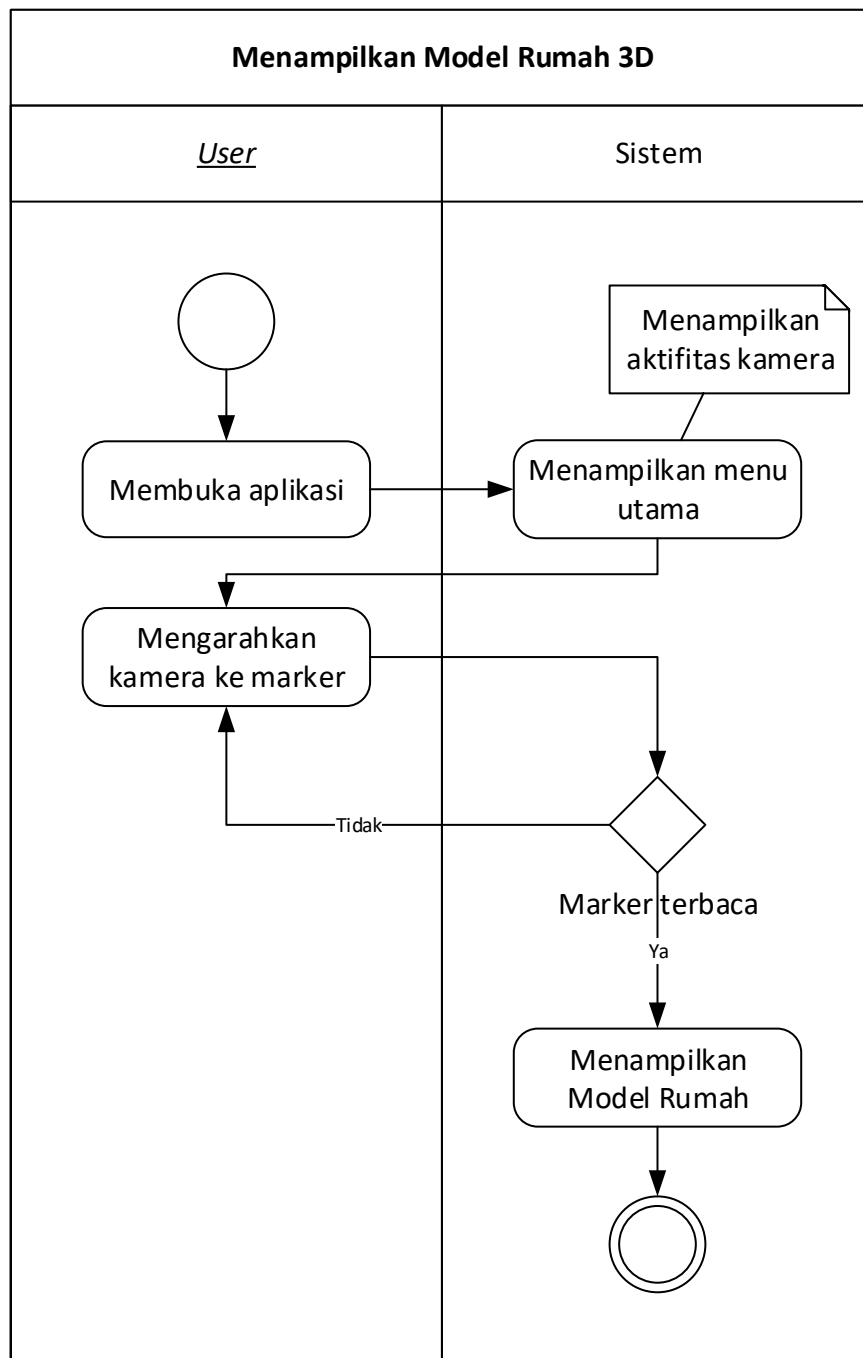 Menampilkan Model Rumah 3D
User
Sistem
Menampilkan
aktifitas kamera
Membuka aplikasi
Menampilkan menu
utama
Mengarahkan
kamera ke marker
Tidak
Marker terbaca
Ya
Menampilkan
Model Rumah